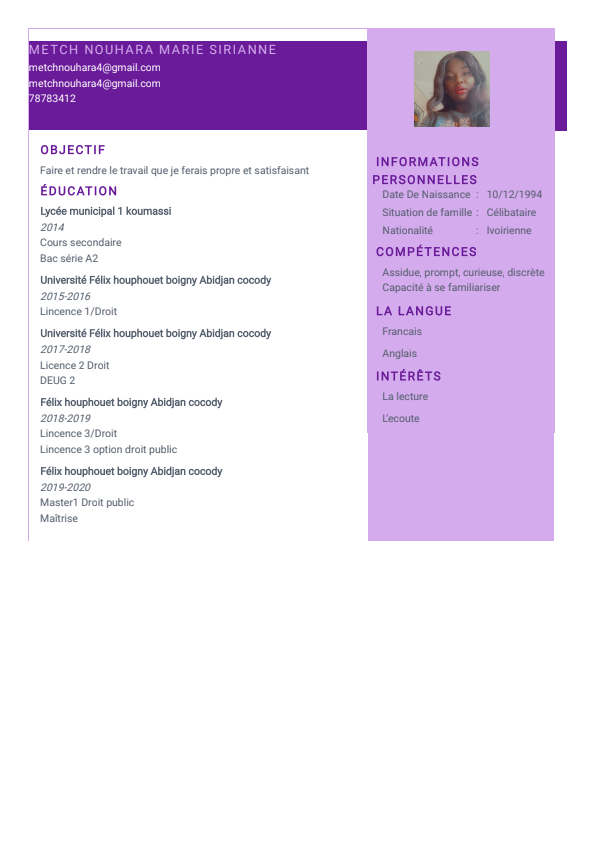 METCH NOUHARA MARIE SIRIANNE
metchnouhara4@gmail.com
metchnouhara4@gmail.com
78783412
OBJECTIF
Faire et rendre le travail que je ferais propre et satisfaisant
ÉDUCATION
Lycée municipal 1 koumassi
2014
Cours secondaire
Bac série A2
Université Félix houphouet boigny Abidjan cocody
2015-2016
Lincence 1/Droit
Université Félix houphouet boigny Abidjan cocody
2017-2018
Licence 2 Droit
DEUG 2
Félix houphouet boigny Abidjan cocody
2018-2019
Lincence 3/Droit
Lincence 3 option droit public
Félix houphouet boigny Abidjan cocody
2019-2020
Master1 Droit public
Maîtrise
INFORMATIONS
PERSONNELLES
Date De Naissance : 10/12/1994
Situation de famille : Célibataire
Nationalité : Ivoirienne
COMPÉTENCES
Assidue, prompt, curieuse, discrète
Capacité à se familiariser
LA LANGUE
Francais
Anglais
INTÉRÊTS
La lecture
L'ecoute